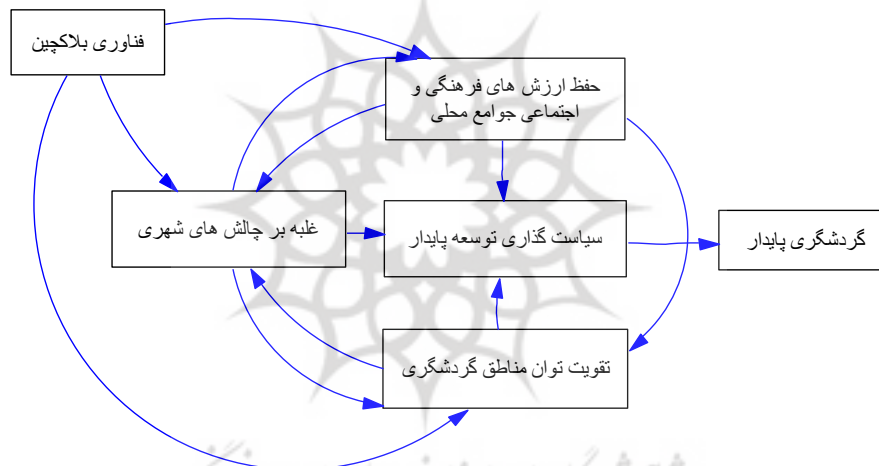 فناوری بلاکچین
حفظ ارزش های فرهنگی و
اجتماعی جوامع محلی
غلبه بر چالش های شهری
سیاست گذاری توسعه پایدار
گردشگری پایدار
تقویت توان مناطق گردشگری